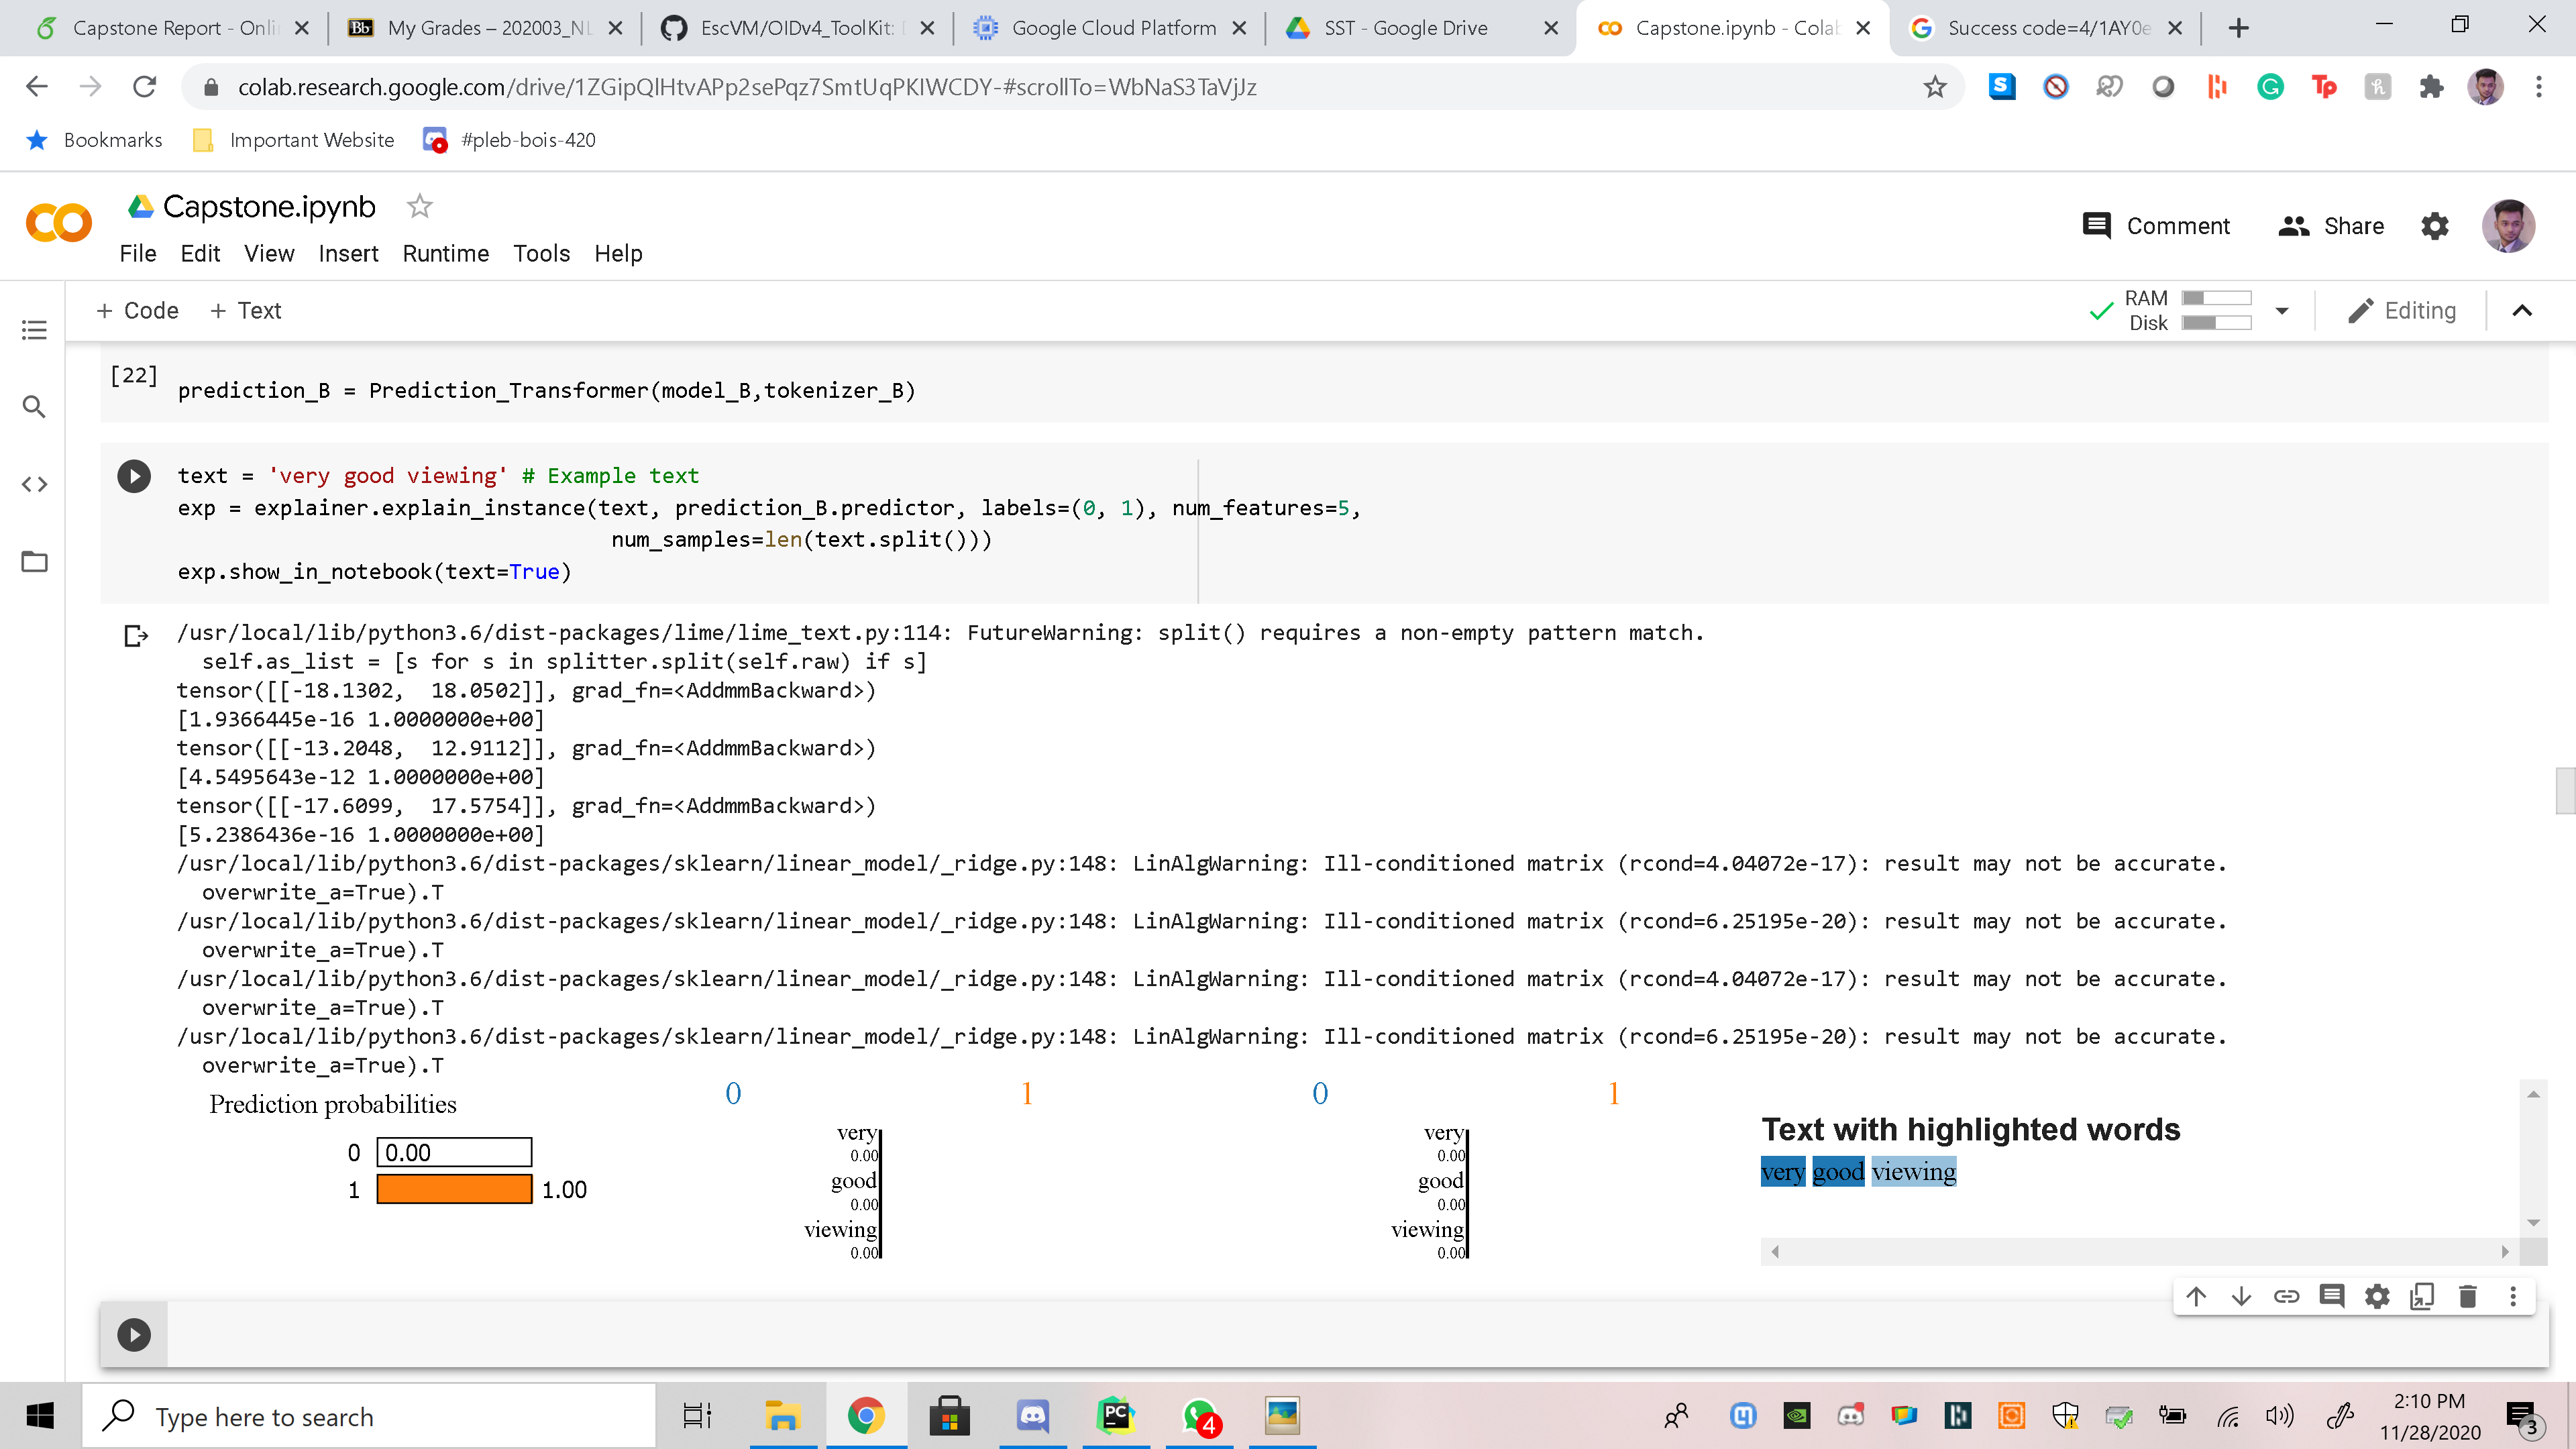 Capstone Report - Onli
My Grades – 202003_NL
EscVM/OIDv4_ToolKit:
Google Cloud Platform
SST - Google Drive
Capstone.ipynb - Colab
Success code=4/1AY0e
colab.research.google.com/drive/1ZGipQlHtvAPp2sePqz7SmtUqPKIWCDY-#scrollTo=WbNaS3TaVjJz
Bookmarks Important Website #pleb-bois-420
Capstone.ipynb
Comment Share
File Edit View Insert Runtime Tools Help
+ Code + Text
RAM
Disk
Editing
[22] prediction_B = Prediction_Transformer(model_B,tokenizer_B)
text = 'very good viewing' # Example text
exp = explainer.explain_instance(text, prediction_B.predictor, labels=(0, 1), num_features=5,
num_samples=len(text.split()))
exp.show_in_notebook(text=True)
/usr/local/lib/python3.6/dist-packages/lime/lime_text.py:114: FutureWarning: split() requires a non-empty pattern match.
self.as_list = [s for s in splitter.split(self.raw) if s]
tensor([[-18.1302, 18.0502]], grad_fn=<AddmmBackward>)
[1.9366445e-16 1.0000000e+00]
tensor([[-13.2048, 12.9112]], grad_fn=<AddmmBackward>)
[4.5495643e-12 1.0000000e+00]
tensor([[-17.6099, 17.5754]], grad_fn=<AddmmBackward>)
[5.2386436e-16 1.0000000e+00]
/usr/local/lib/python3.6/dist-packages/sklearn/linear_model/_ridge.py:148: LinAlgWarning: Ill-conditioned matrix (rcond=4.04072e-17): result may not be accurate.
overwrite_a=True).T
/usr/local/lib/python3.6/dist-packages/sklearn/linear_model/_ridge.py:148: LinAlgWarning: Ill-conditioned matrix (rcond=6.25195e-20): result may not be accurate.
overwrite_a=True).T
/usr/local/lib/python3.6/dist-packages/sklearn/linear_model/_ridge.py:148: LinAlgWarning: Ill-conditioned matrix (rcond=4.04072e-17): result may not be accurate.
overwrite_a=True).T
/usr/local/lib/python3.6/dist-packages/sklearn/linear_model/_ridge.py:148: LinAlgWarning: Ill-conditioned matrix (rcond=6.25195e-20): result may not be accurate.
overwrite_a=True).T
Prediction probabilities
0 0.00
1 1.00
0 1
very
0.00
good
0.00
viewing
0.00
0 1
very
0.00
good
0.00
viewing
0.00
Text with highlighted words
very good viewing
Type here to search
4
2:10 PM
11/28/2020
3